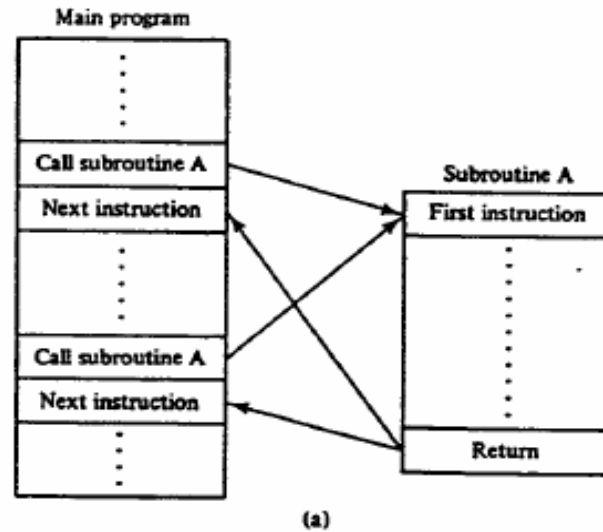 Main program
Call subroutine A
Next instruction
Call subroutine A
Next instruction
Subroutine A
First instruction
Return
(a)